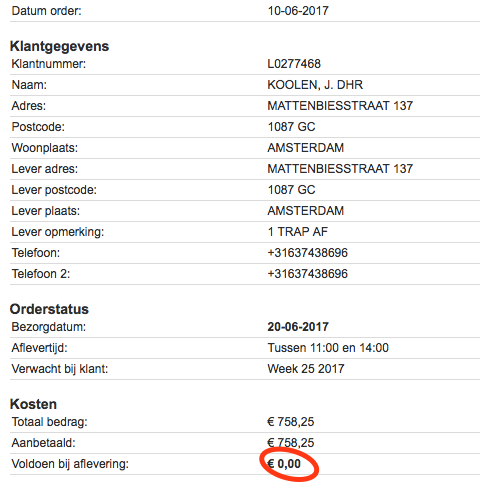 Datum order: 10-06-2017
Klantgegevens
Klantnummer: L0277468
Naam: KOOLEN, J. DHR
Adres: MATTENBIESSTRAAT 137
Postcode: 1087 GC
Woonplaats: AMSTERDAM
Lever adres: MATTENBIESSTRAAT 137
Lever postcode: 1087 GC
Lever plaats: AMSTERDAM
Lever opmerking: 1 TRAP AF
Telefoon: +31637438696
Telefoon 2: +31637438696
Orderstatus
Bezorgdatum: 20-06-2017
Aflevertijd: Tussen 11:00 en 14:00
Verwacht bij klant: Week 25 2017
Kosten
Totaal bedrag: € 758,25
Aanbetaald: € 758,25
Voldoen bij aflevering: € 0,00